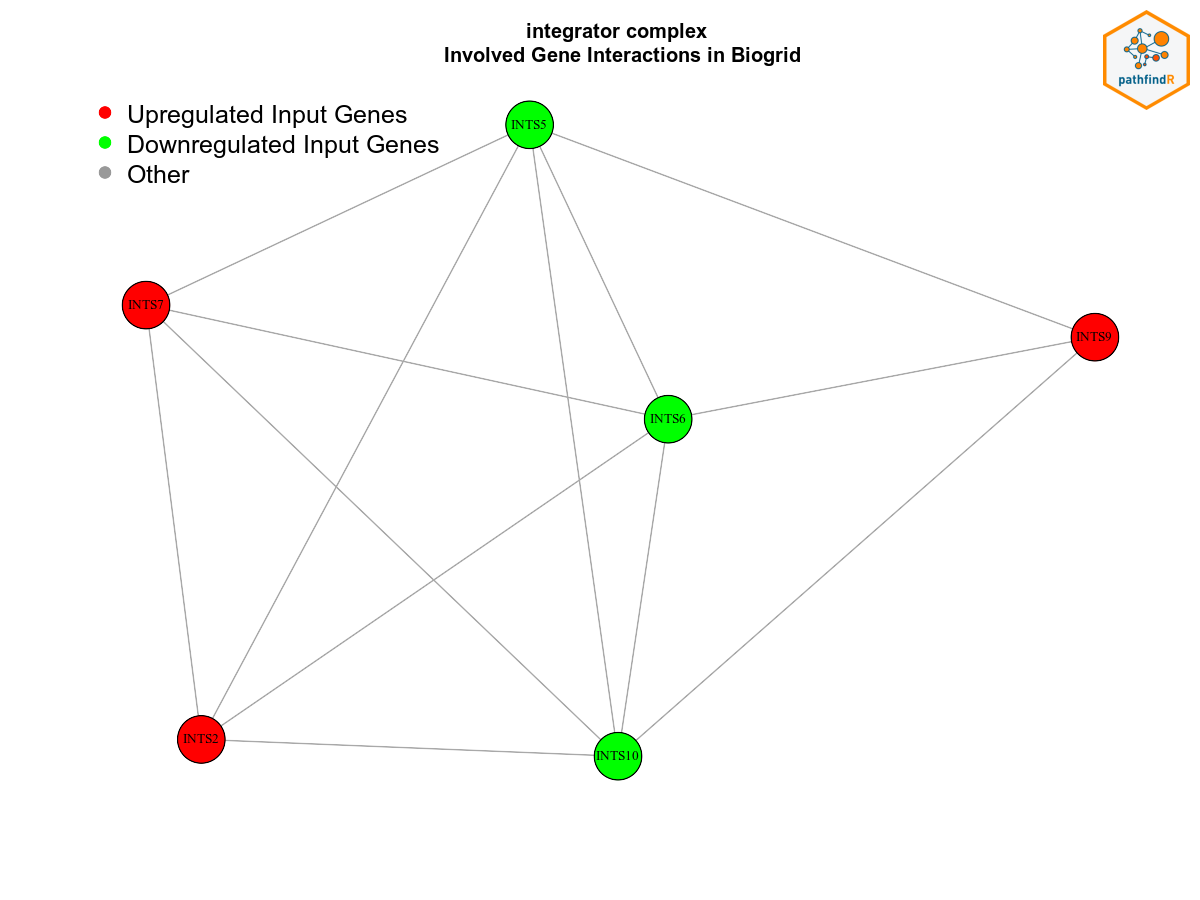 integrator complex
Involved Gene Interactions in Biogrid
pathfindR
Upregulated Input Genes
Downregulated Input Genes
Other
INTS5
INTS7
INTS9
INTS6
INTS2
INTS10